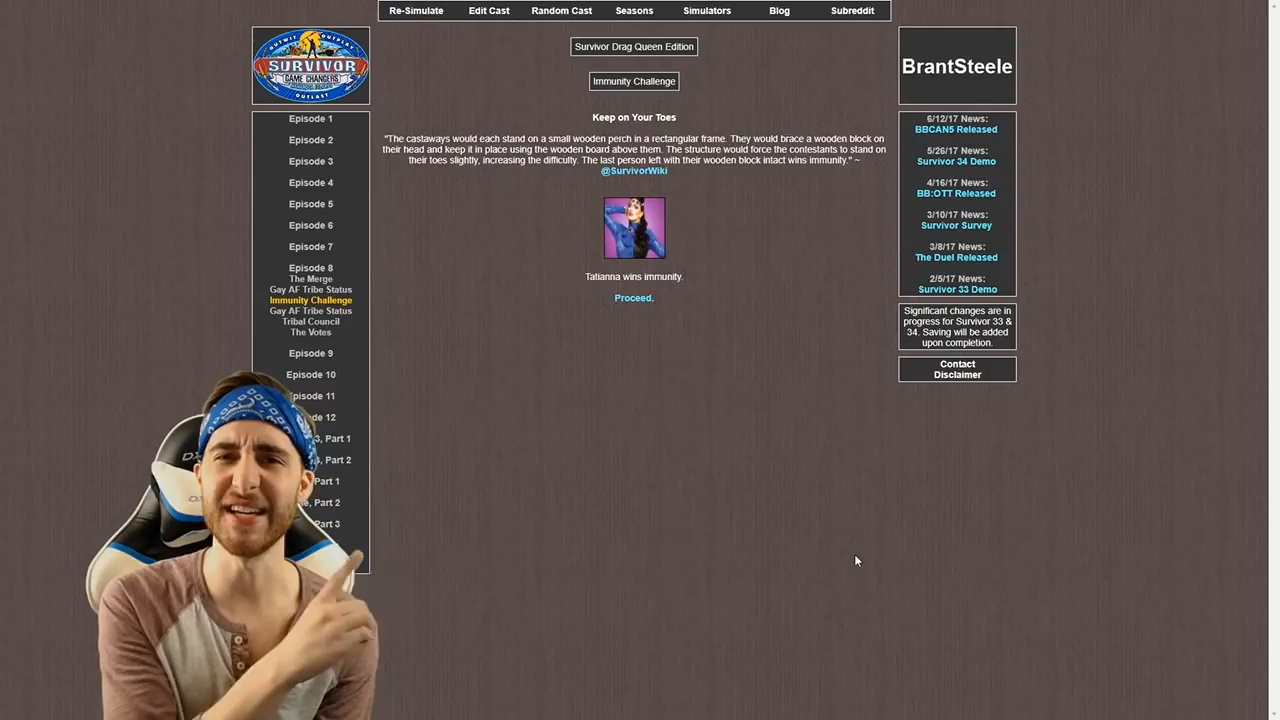 Re-Simulate
Edit Cast
Random Cast
Seasons
Simulators
Blog
Subreddit
OUTWIT OUTPLAY
SURVIVOR
GAME CHANGERS
OUTLAST
Episode 1
Episode 2
Episode 3
Episode 4
Episode 5
Episode 6
Episode 7
Episode 8
The Merge
Gay AF Tribe Status
Immunity Challenge
Gay AF Tribe Status
Tribal Council
The Votes
Episode 9
Episode 10
pisode 11
de 12
3, Part 1
3, Part 2
Part 1
e, Part 2
Part 3
Survivor Drag Queen Edition
Immunity Challenge
Keep on Your Toes
"The castaways would each stand on a small wooden perch in a rectangular frame. They would brace a wooden block on
their head and keep it in place using the wooden board above them. The structure would force the contestants to stand on
their toes slightly, increasing the difficulty. The last person left with their wooden block intact wins immunity." ~
@SurvivorWiki
Tatianna wins immunity.
Proceed.
BrantSteele
6/12/17 News:
BBCAN5 Released
5/26/17 News:
Survivor 34 Demo
4/16/17 News:
BB:OTT Released
3/10/17 News:
Survivor Survey
3/8/17 News:
The Duel Released
2/5/17 News:
Survivor 33 Demo
Significant changes are in
progress for Survivor 33 &
34. Saving will be added
upon completion.
Contact
Disclaimer